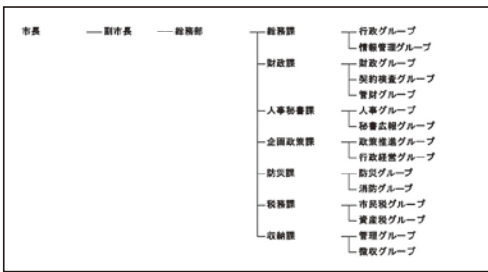 市長 副市長 総務部 総務課 行政グループ
情報管理グループ
財政課 財政グループ
契約検査グループ
管財グループ
人事秘書課 人事グループ
秘書広報グループ
企画政策課 政策推進グループ
行政経営グループ
防災課 防災グループ
消防グループ
税務課 市民税グループ
資産税グループ
収納課 管理グループ
徴収グループ